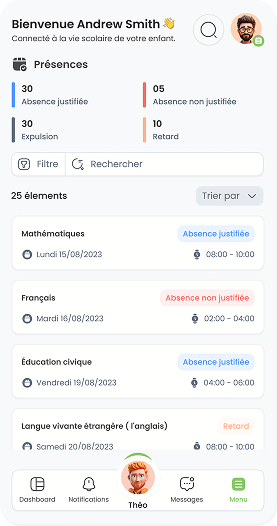 Bienvenue Andrew Smith 👋
Connecté à la vie scolaire de votre enfant.
Présences
30
Absence justifiée
05
Absence non justifiée
30
Expulsion
10
Retard
Filtre
Rechercher
25 élements
Trier par
Mathématiques
Absence justifiée
Lundi 15/08/2023
08:00 - 10:00
Français
Absence non justifiée
Mardi 16/08/2023
02:00 - 04:00
Éducation civique
Absence justifiée
Vendredi 19/08/2023
04:00 - 06:00
Langue vivante étrangére ( l'anglais)
Retard
Samedi 20/08/2023
08:00 - 10:00
Dashboard
Notifications
Théo
Messages
Menu